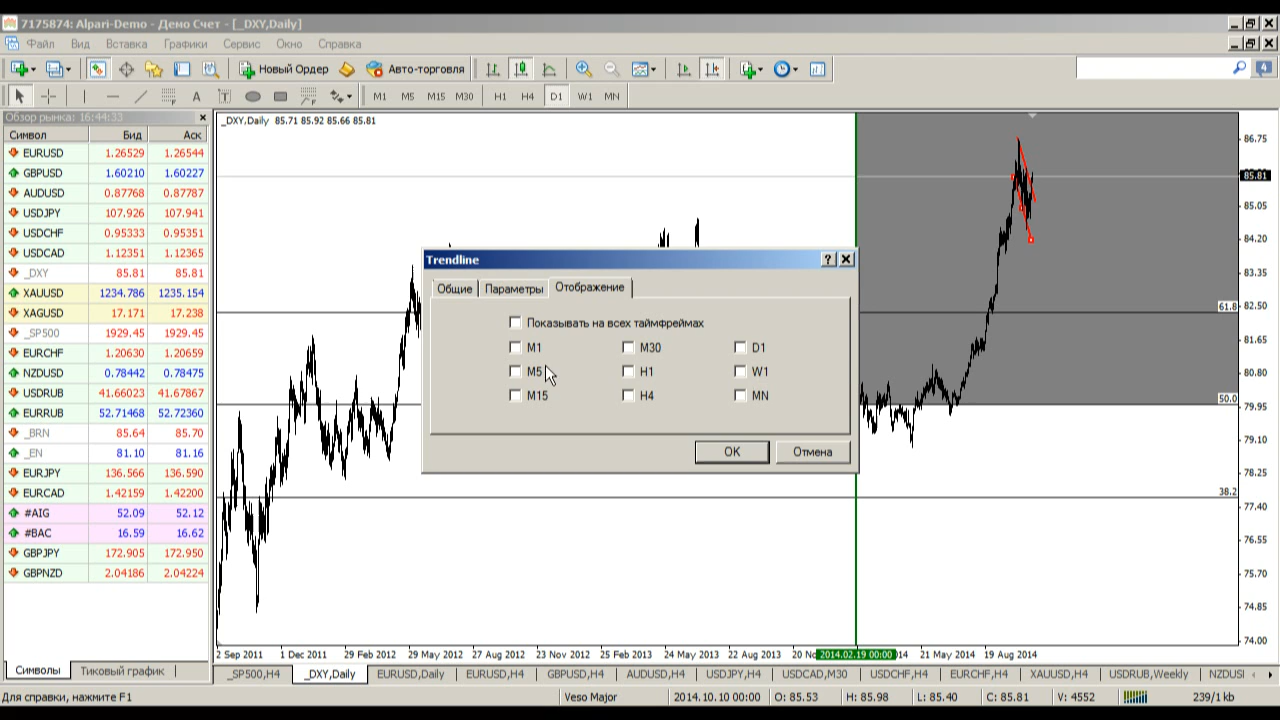 7175874: Alpari-Demo - Демо Счет - [_DXY,Daily]
Файл Вид Вставка Графики Сервис Окно Справка
Новый Ордер Авто-торговля 4
A T M1 M5 M15 M30 H1 H4 D1 W1 MN
Обзор рынка: 16:44:33
Символ Бид Аск
EURUSD 1.26529 1.26544
GBPUSD 1.60210 1.60227
AUDUSD 0.87768 0.87787
USDJPY 107.926 107.941
USDCHF 0.95333 0.95351
USDCAD 1.12351 1.12365
_DXY 85.81 85.81
XAUUSD 1234.786 1235.154
XAGUSD 17.171 17.238
_SP500 1929.45 1929.45
EURCHF 1.20630 1.20659
NZDUSD 0.78442 0.78475
USDRUB 41.66023 41.67867
EURRUB 52.71468 52.72360
_BRN 85.64 85.70
_EN 81.10 81.16
EURJPY 136.566 136.590
EURCAD 1.42159 1.42200
#AIG 52.09 52.12
#BAC 16.59 16.62
GBPJPY 172.905 172.950
GBPNZD 2.04186 2.04224
Символы Тиковый график
_DXY,Daily 85.71 85.92 85.66 85.81
86.75
85.81
85.05
84.20
83.35
82.50
81.65
79.95
79.10
78.25
77.40
76.55
75.70
74.85
74.00
61.8
50.0
38.2
Trendline
Общие Параметры Отображение
Показывать на всех таймфреймах
M1 M30 D1
M5 H1 W1
M15 H4 MN
OK Отмена
2 Sep 2011 1 Dec 2011 29 Feb 2012 29 May 2012 27 Aug 2012 23 Nov 2012 25 Feb 2013 24 May 2013 22 Aug 2013 20 No 2014.02.19 00:00 14 21 May 2014 19 Aug 2014
_SP500,H4 _DXY,Daily EURUSD,Daily EURUSD,H4 GBPUSD,H4 AUDUSD,H4 USDJPY,H4 USDCAD,M30 USDCHF,H4 EURCHF,H4 XAUUSD,H4 USDRUB,Weekly NZDUSI
Для справки, нажмите F1 Veso Major 2014.10.10 00:00 O: 85.53 H: 85.98 L: 85.40 C: 85.81 V: 4552 239/1 kb